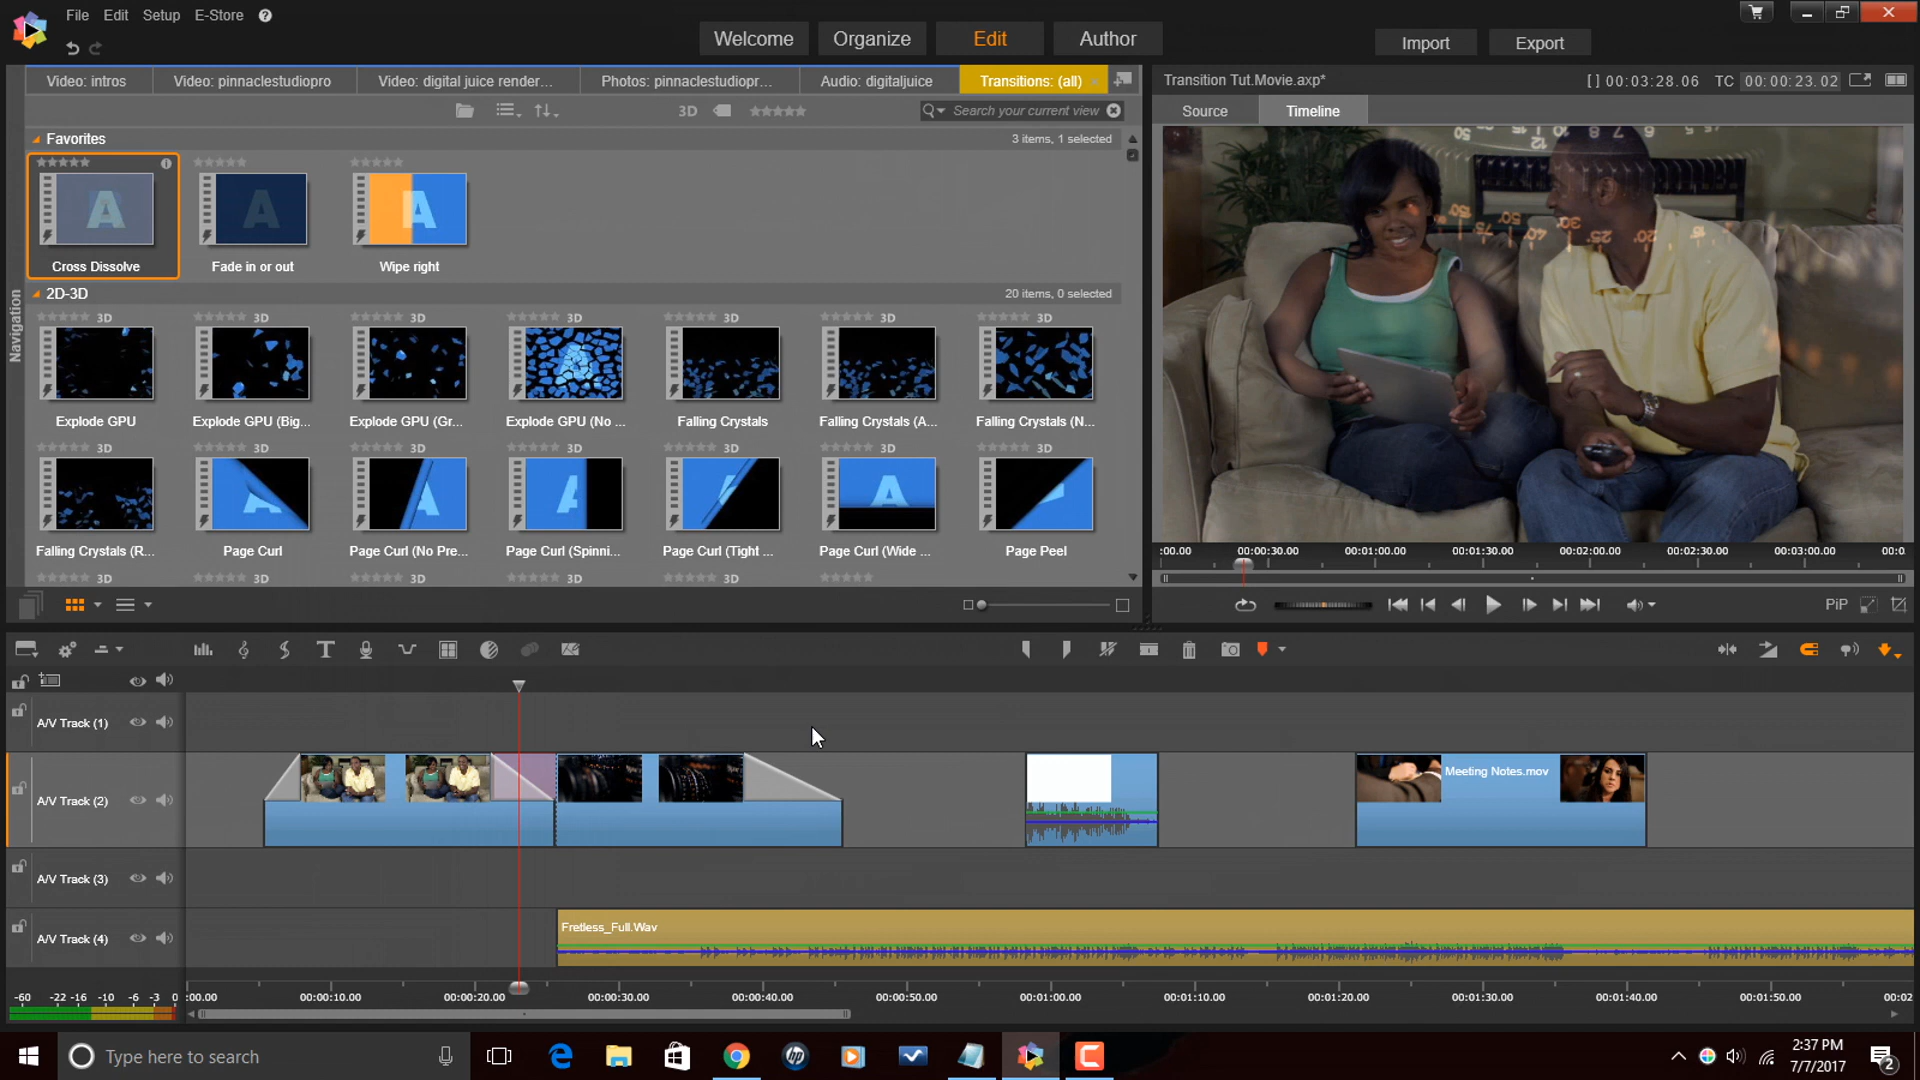 File Edit Setup E-Store ?
Welcome Organize Edit Author Import Export
Video: intros Video: pinnaclestudiopro Video: digital juice render... Photos: pinnaclestudiopr... Audio: digitaljuice Transitions: (all)
Transition Tut.Movie.axp* [ ] 00:03:28.06 TC 00:00:23.02
3D Search your current view Source Timeline
Favorites 3 items, 1 selected
Cross Dissolve Fade in or out Wipe right
2D-3D 20 items, 0 selected
Navigation
3D 3D 3D 3D 3D 3D 3D
Explode GPU Explode GPU (Big... Explode GPU (Gr... Explode GPU (No ... Falling Crystals Falling Crystals (A... Falling Crystals (N...
3D 3D 3D 3D 3D 3D 3D
Falling Crystals (R... Page Curl Page Curl (No Pre... Page Curl (Spinni... Page Curl (Tight ... Page Curl (Wide ... Page Peel
3D 3D 3D 3D 3D
:00.00 00:00:30.00 00:01:00.00 00:01:30.00 00:02:00.00 00:02:30.00 00:03:00.00 00:0
PiP
A/V Track (1)
A/V Track (2)
Meeting Notes.mov
A/V Track (3)
A/V Track (4)
Fretless_Full.Wav
-60 -22 -16 -10 -6 -3 0 :00.00 00:00:10.00 00:00:20.00 00:00:30.00 00:00:40.00 00:00:50.00 00:01:00.00 00:01:10.00 00:01:20.00 00:01:30.00 00:01:40.00 00:01:50.00 00:02
Type here to search
hp
2:37 PM
7/7/2017
2